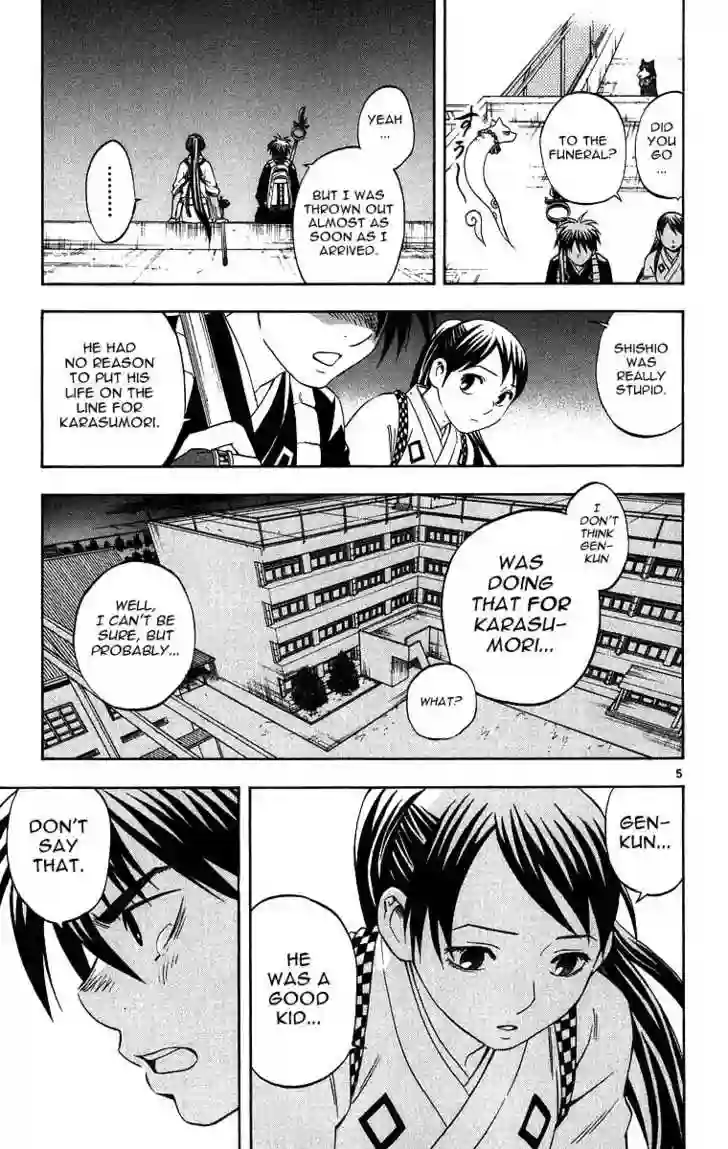 DID
YOU
GO
...
TO THE
FUNERAL?
ずろ
YEAH
...
BUT I WAS
THROWN OUT
ALMOST AS
SOON AS I
ARRIVED.
.......
SHISHIO
WAS
REALLY
STUPID.
HE HAD
NO REASON
TO PUT HIS
LIFE ON THE
LINE FOR
KARASUMORI.
I
DON'T
THINK
GEN-
KUN
WAS
DOING
THAT FOR
KARASU-
MORI...
WHAT?
WELL,
I CAN'T BE
SURE, BUT
PROBABLY...
5
GEN-
KUN...
HE
WAS A
GOOD
KID...
DON'T
SAY
THAT.